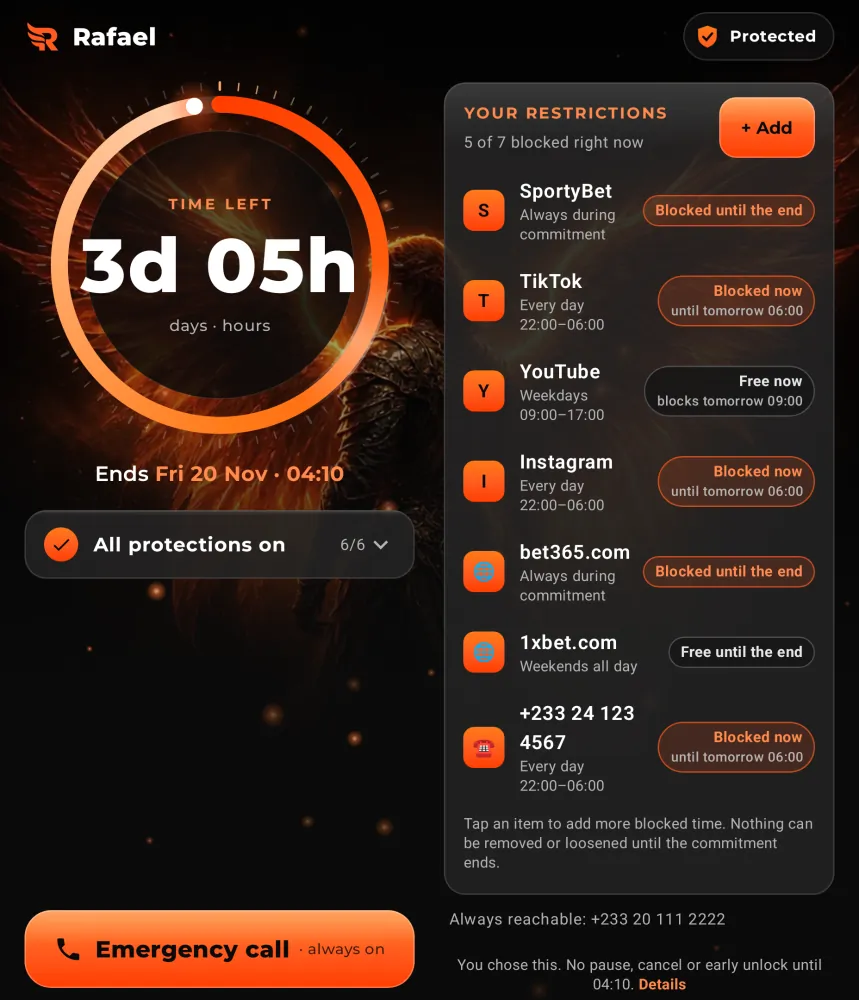 Rafael
Protected
TIME LEFT
3d 05h
days · hours
Ends Fri 20 Nov · 04:10
All protections on
6/6
Emergency call · always on
YOUR RESTRICTIONS
5 of 7 blocked right now
+ Add
S
SportyBet
Always during
commitment
Blocked until the end
T
TikTok
Every day
22:00–06:00
Blocked now
until tomorrow 06:00
Y
YouTube
Weekdays
09:00–17:00
Free now
blocks tomorrow 09:00
I
Instagram
Every day
22:00–06:00
Blocked now
until tomorrow 06:00
bet365.com
Always during
commitment
Blocked until the end
1xbet.com
Weekends all day
Free until the end
+233 24 123
4567
Every day
22:00–06:00
Blocked now
until tomorrow 06:00
Tap an item to add more blocked time. Nothing can
be removed or loosened until the commitment
ends.
Always reachable: +233 20 111 2222
You chose this. No pause, cancel or early unlock until
04:10. Details